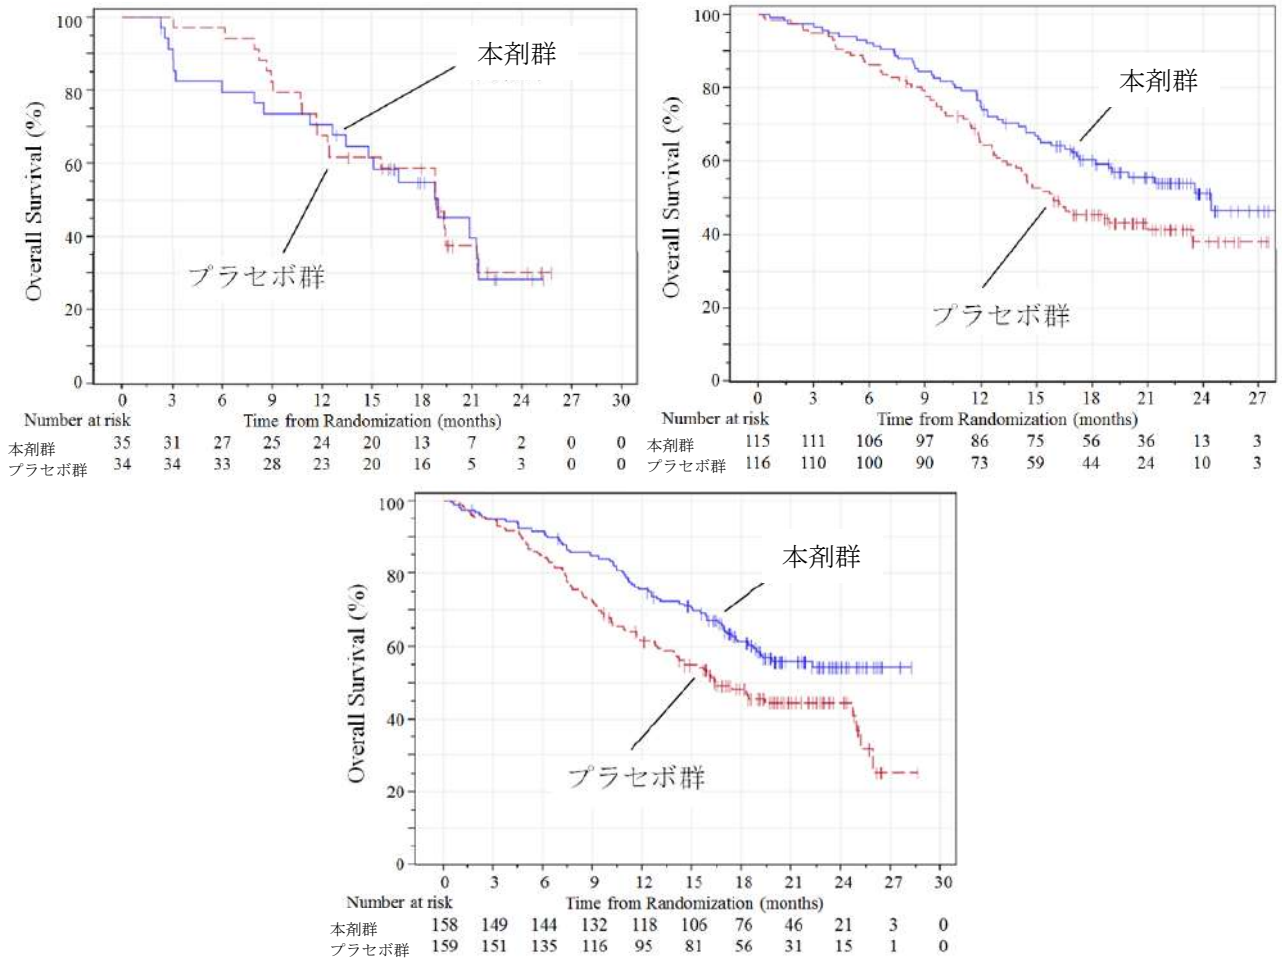 Overall Survival (%)
100
80
60
40
20
0
本剤群
プラセボ群
0 3 6 9 12 15 18 21 24 27 30
Number at risk Time from Randomization (months)
本剤群 35 31 27 25 24 20 13 7 2 0 0
プラセボ群 34 34 33 28 23 20 16 5 3 0 0
Overall Survival (%)
100
80
60
40
20
0
本剤群
プラセボ群
0 3 6 9 12 15 18 21 24 27
Number at risk Time from Randomization (months)
本剤群 115 111 106 97 86 75 56 36 13 3
プラセボ群 116 110 100 90 73 59 44 24 10 3
Overall Survival (%)
100
80
60
40
20
0
本剤群
プラセボ群
0 3 6 9 12 15 18 21 24 27 30
Number at risk Time from Randomization (months)
本剤群 158 149 144 132 118 106 76 46 21 3 0
プラセボ群 159 151 135 116 95 81 56 31 15 1 0